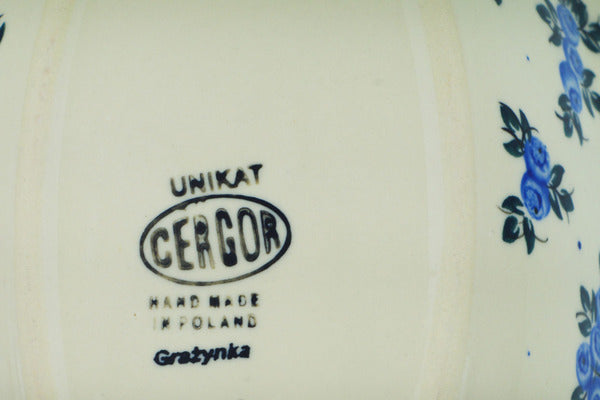 UNIKAT
CERGOR
HAND MADE
IN POLAND
Grażynka